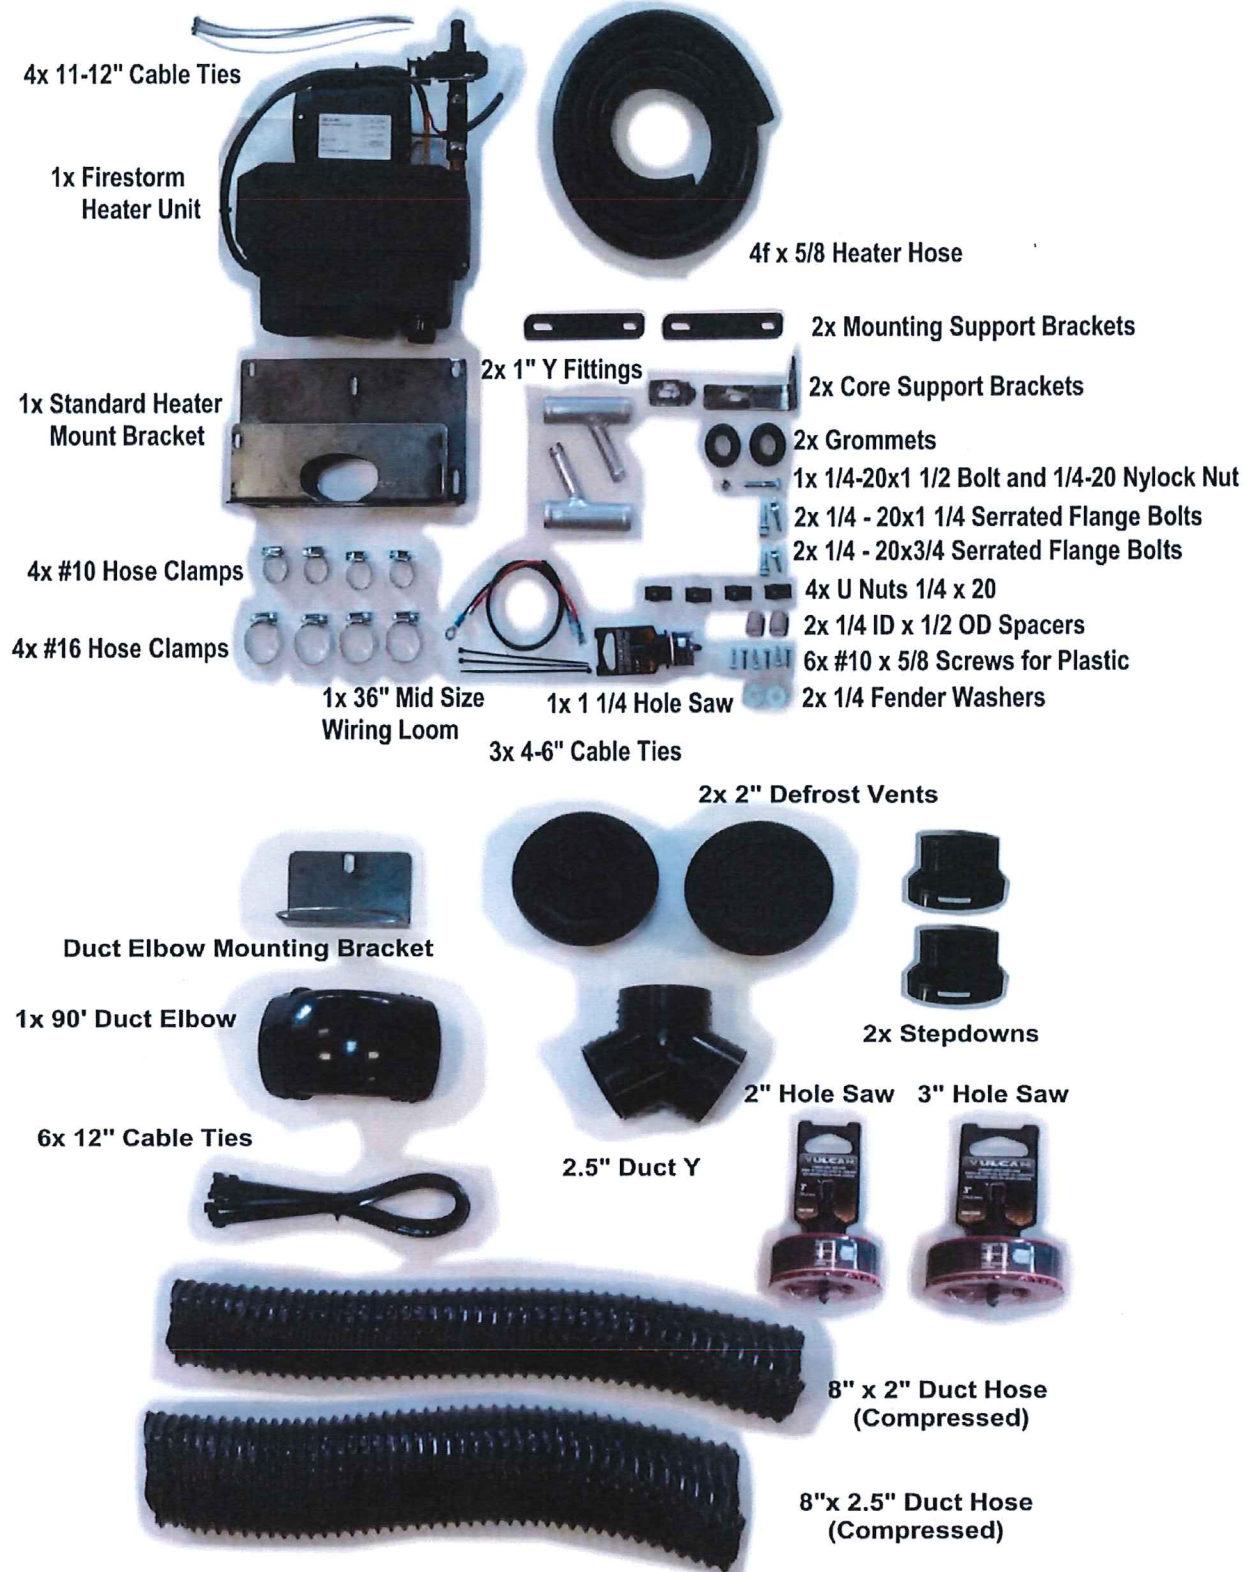 4x 11-12" Cable Ties
1x Firestorm
Heater Unit
4f x 5/8 Heater Hose
2x Mounting Support Brackets
2x 1" Y Fittings
2x Core Support Brackets
1x Standard Heater
Mount Bracket
2x Grommets
1x 1/4-20x1 1/2 Bolt and 1/4-20 Nylock Nut
2x 1/4 - 20x1 1/4 Serrated Flange Bolts
2x 1/4 - 20x3/4 Serrated Flange Bolts
4x #10 Hose Clamps
4x U Nuts 1/4 x 20
2x 1/4 ID x 1/2 OD Spacers
4x #16 Hose Clamps
6x #10 x 5/8 Screws for Plastic
1x 36" Mid Size
Wiring Loom
1x 1 1/4 Hole Saw
2x 1/4 Fender Washers
3x 4-6" Cable Ties
2x 2" Defrost Vents
Duct Elbow Mounting Bracket
1x 90' Duct Elbow
2x Stepdowns
2" Hole Saw
3" Hole Saw
6x 12" Cable Ties
2.5" Duct Y
VULCAN
VULCAN
3"
8" x 2" Duct Hose
(Compressed)
8"x 2.5" Duct Hose
(Compressed)